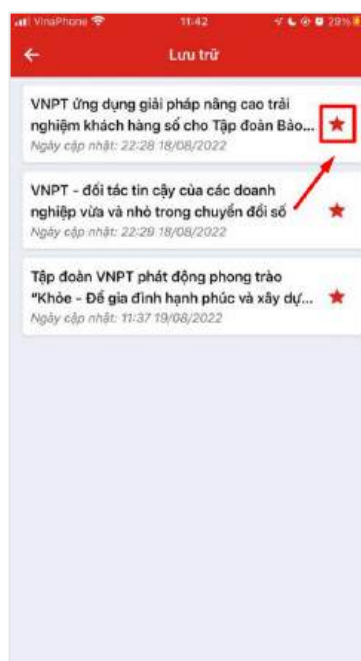 VinaPhone 11:42 29%
Lưu trữ
VNPT ứng dụng giải pháp nâng cao trải
nghiệm khách hàng số cho Tập đoàn Bảo...
Ngày cập nhật: 22:28 18/08/2022
VNPT - đối tác tin cậy của các doanh
nghiệp vừa và nhỏ trong chuyển đổi số
Ngày cập nhật: 22:29 18/08/2022
Tập đoàn VNPT phát động phong trào
"Khỏe - Để gia đình hạnh phúc và xây dự...
Ngày cập nhật: 11:37 19/08/2022